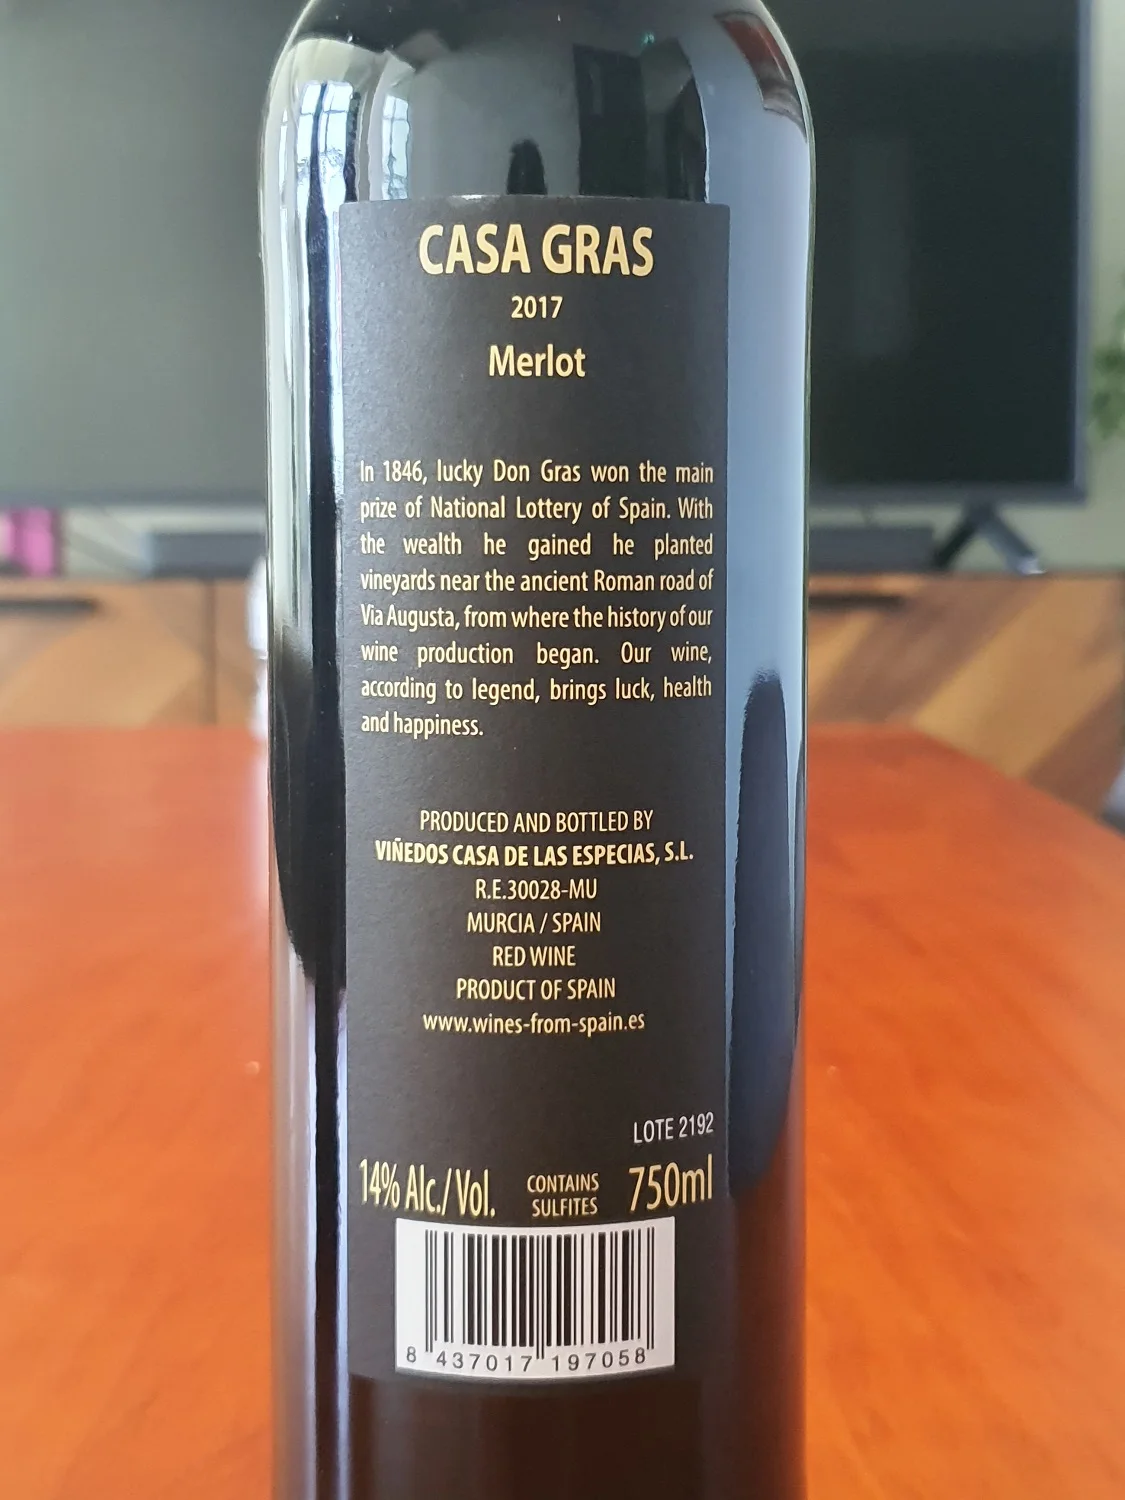 CASA GRAS
2017
Merlot
In 1846, lucky Don Gras won the main
prize of National Lottery of Spain. With
the wealth he gained he planted
vineyards near the ancient Roman road of
Via Augusta, from where the history of our
wine production began. Our wine,
according to legend, brings luck, health
and happiness.
PRODUCED AND BOTTLED BY
VIÑEDOS CASA DE LAS ESPECIAS, S.L.
R.E.30028-MU
MURCIA / SPAIN
RED WINE
PRODUCT OF SPAIN
www.wines-from-spain.es
LOTE 2192
14% Alc./ Vol. CONTAINS SULFITES 750ml
8 437017 197058